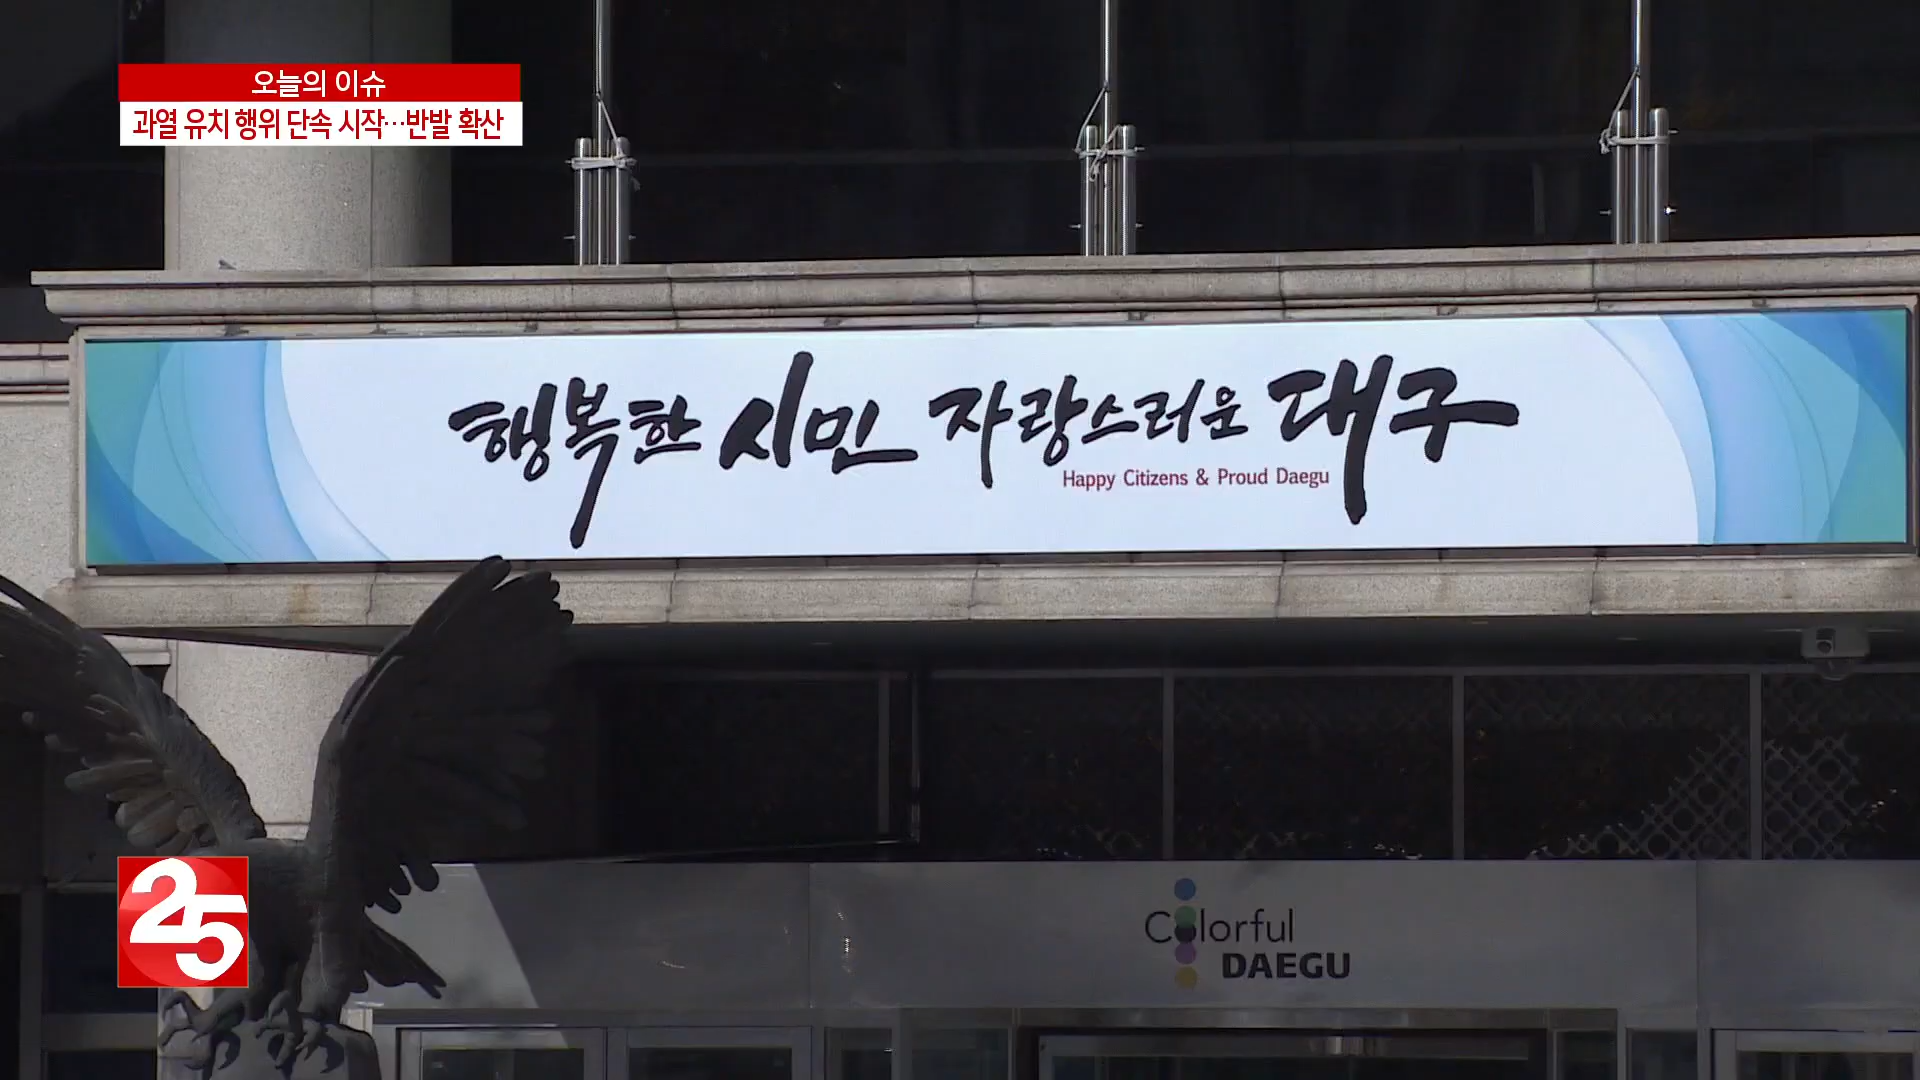 오늘의 이슈
과열 유치 행위 단속 시작…반발 확산
행복한 시민 자랑스러운 대구
Happy Citizens & Proud Daegu
25
Colorful
DAEGU